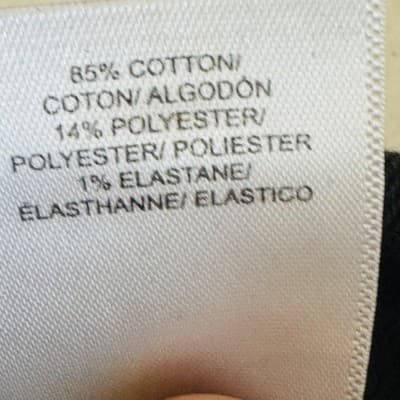 85% COTTON/
COTON/ ALGODÓN
14% POLYESTER/
POLYESTER/ POLIESTER
1% ELASTANE/
ÉLASTHANNE/ ELASTICO